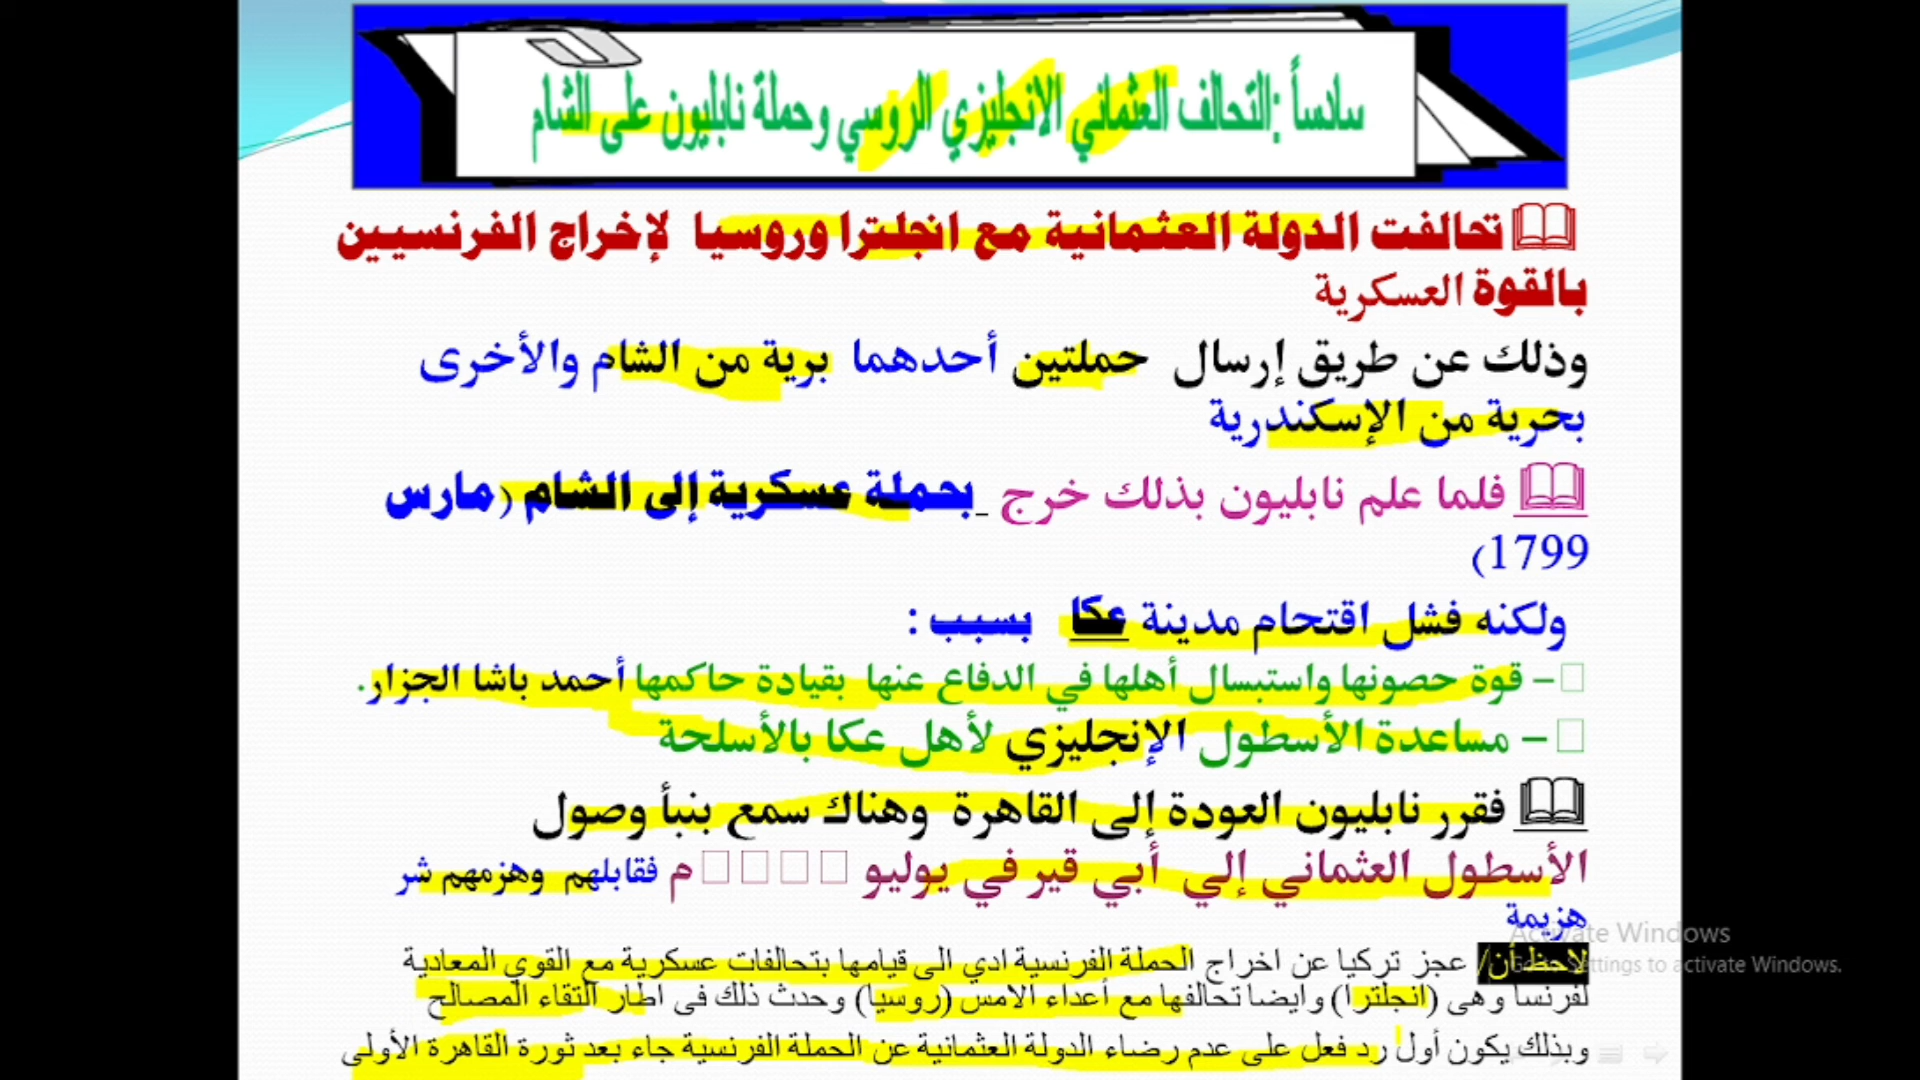 سادساً :التحالف العثماني الانجليزي الروسي وحملة نابليون على الشام
تحالفت الدولة العثمانية مع انجلترا وروسيا لإخراج الفرنسيين
بالقوة العسكرية
وذلك عن طريق إرسال حملتين أحدهما برية من الشام والأخرى
بحرية من الإسكندرية
فلما علم نابليون بذلك خرج بحملة عسكرية إلى الشام (مارس
1799)
ولكنه فشل اقتحام مدينة عكا بسبب :
- قوة حصونها واستبسال أهلها في الدفاع عنها بقيادة حاكمها أحمد باشا الجزار.
- مساعدة الأسطول الإنجليزي لأهل عكا بالأسلحة
فقرر نابليون العودة إلى القاهرة وهناك سمع بنبأ وصول
الأسطول العثماني إلي أبي قير في يوليو م فقابلهم وهزمهم شر
هزيمة
لاحظ أن/ عجز تركيا عن اخراج الحملة الفرنسية ادي الى قيامها بتحالفات عسكرية مع القوي المعادية
لفرنسا وهى (انجلترا) وايضا تحالفها مع أعداء الامس (روسيا) وحدث ذلك فى اطار التقاء المصالح
وبذلك يكون أول رد فعل على عدم رضاء الدولة العثمانية عن الحملة الفرنسية جاء بعد ثورة القاهرة الأولى
Activate Windows
Go to Settings to activate Windows.